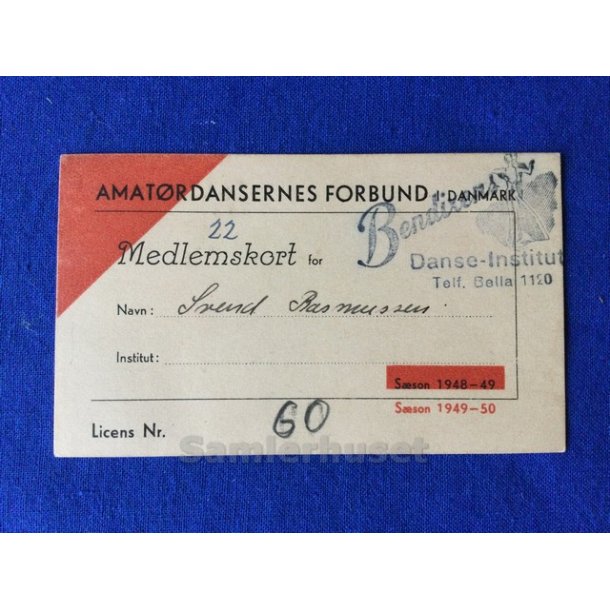 AMATØRDANSERNES FORBUND I DANMARK
22
Medlemskort for
Danse-Institut
Telf. Bella 1120
Navn: Svend Rasmussen
Institut:
Sæson 1948-49
Sæson 1949-50
Licens Nr. 60
Samlerhuset